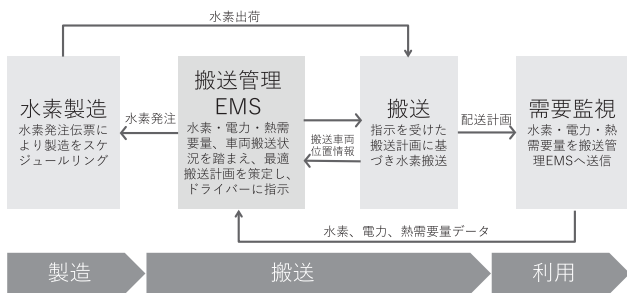 水素出荷
水素製造
水素発注伝票に
より製造をスケ
ジューリング
水素発注
搬送管理
EMS
水素・電力・熱需
要量、車両搬送状
況を踏まえ、最適
搬送計画を策定し、
ドライバーに指示
搬送車両
位置情報
搬送
指示を受けた
搬送計画に基
づき水素搬送
配送計画
需要監視
水素・電力・熱
需要量を搬送管
理EMSへ送信
水素、電力、熱需要量データ
製造
搬送
利用